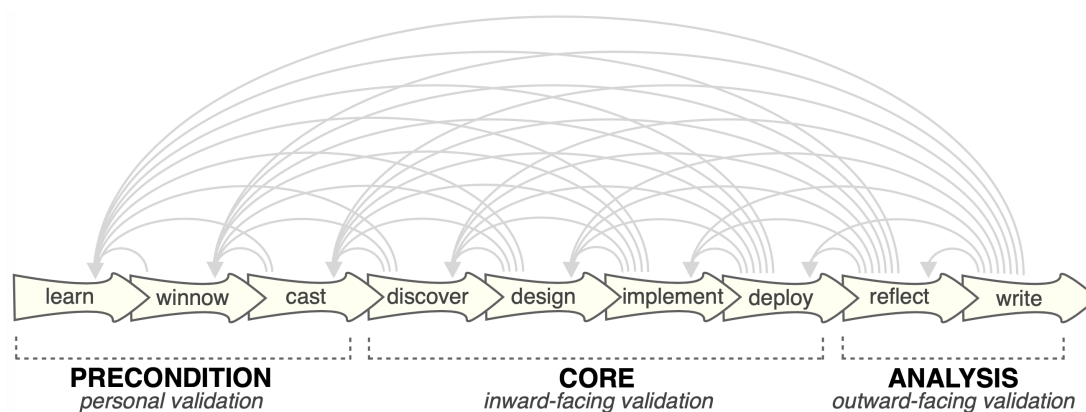 learn winnow cast discover design implement deploy reflect write
PRECONDITION CORE ANALYSIS
personal validation inward-facing validation outward-facing validation